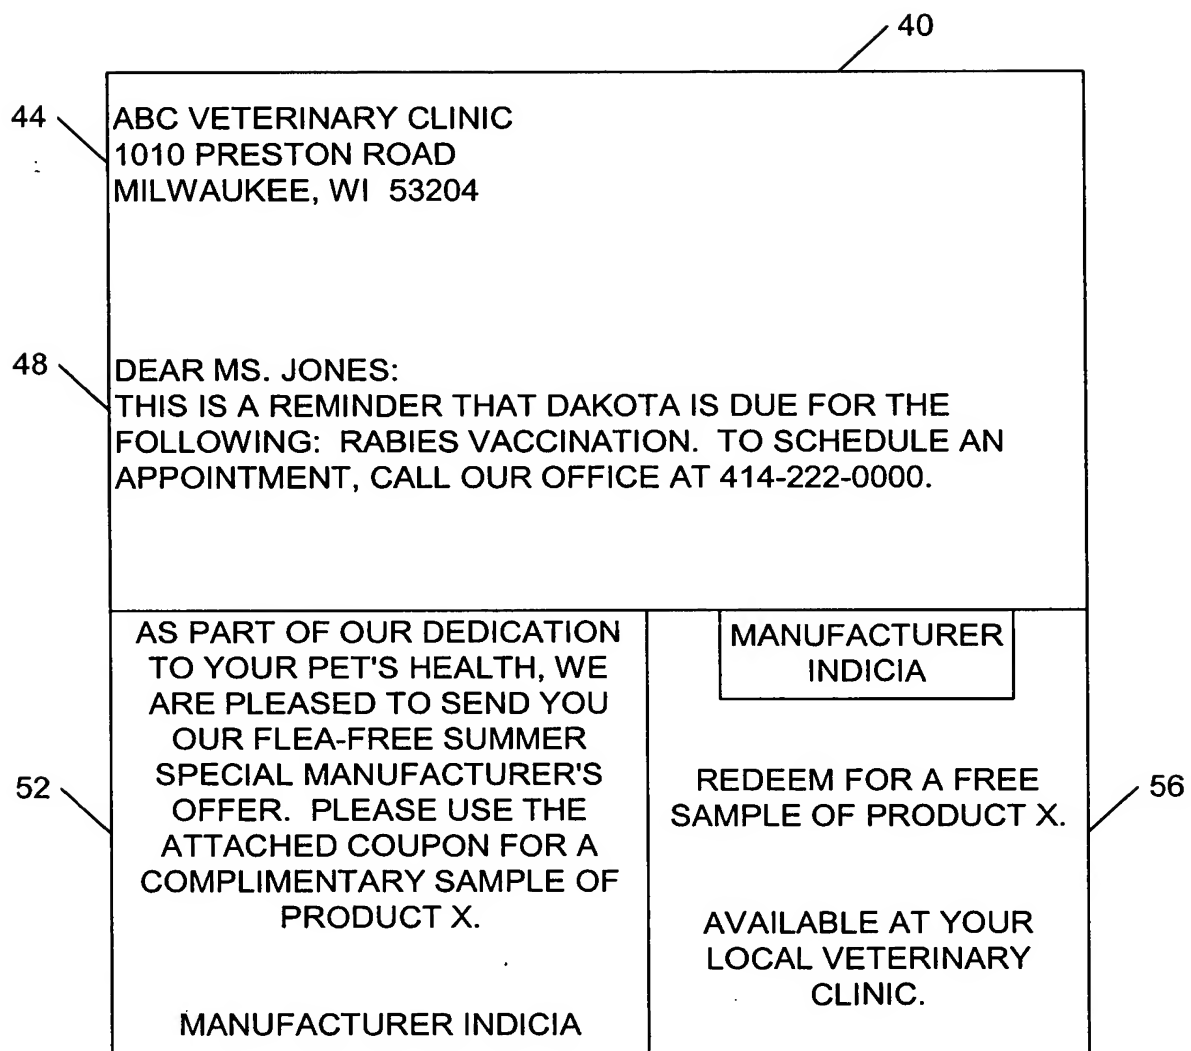 40
44
ABC VETERINARY CLINIC
1010 PRESTON ROAD
MILWAUKEE, WI 53204
48
DEAR MS. JONES:
THIS IS A REMINDER THAT DAKOTA IS DUE FOR THE
FOLLOWING: RABIES VACCINATION. TO SCHEDULE AN
APPOINTMENT, CALL OUR OFFICE AT 414-222-0000.
52
AS PART OF OUR DEDICATION
TO YOUR PET'S HEALTH, WE
ARE PLEASED TO SEND YOU
OUR FLEA-FREE SUMMER
SPECIAL MANUFACTURER'S
OFFER. PLEASE USE THE
ATTACHED COUPON FOR A
COMPLIMENTARY SAMPLE OF
PRODUCT X.
MANUFACTURER INDICIA
MANUFACTURER
INDICIA
REDEEM FOR A FREE
SAMPLE OF PRODUCT X.
AVAILABLE AT YOUR
LOCAL VETERINARY
CLINIC.
56